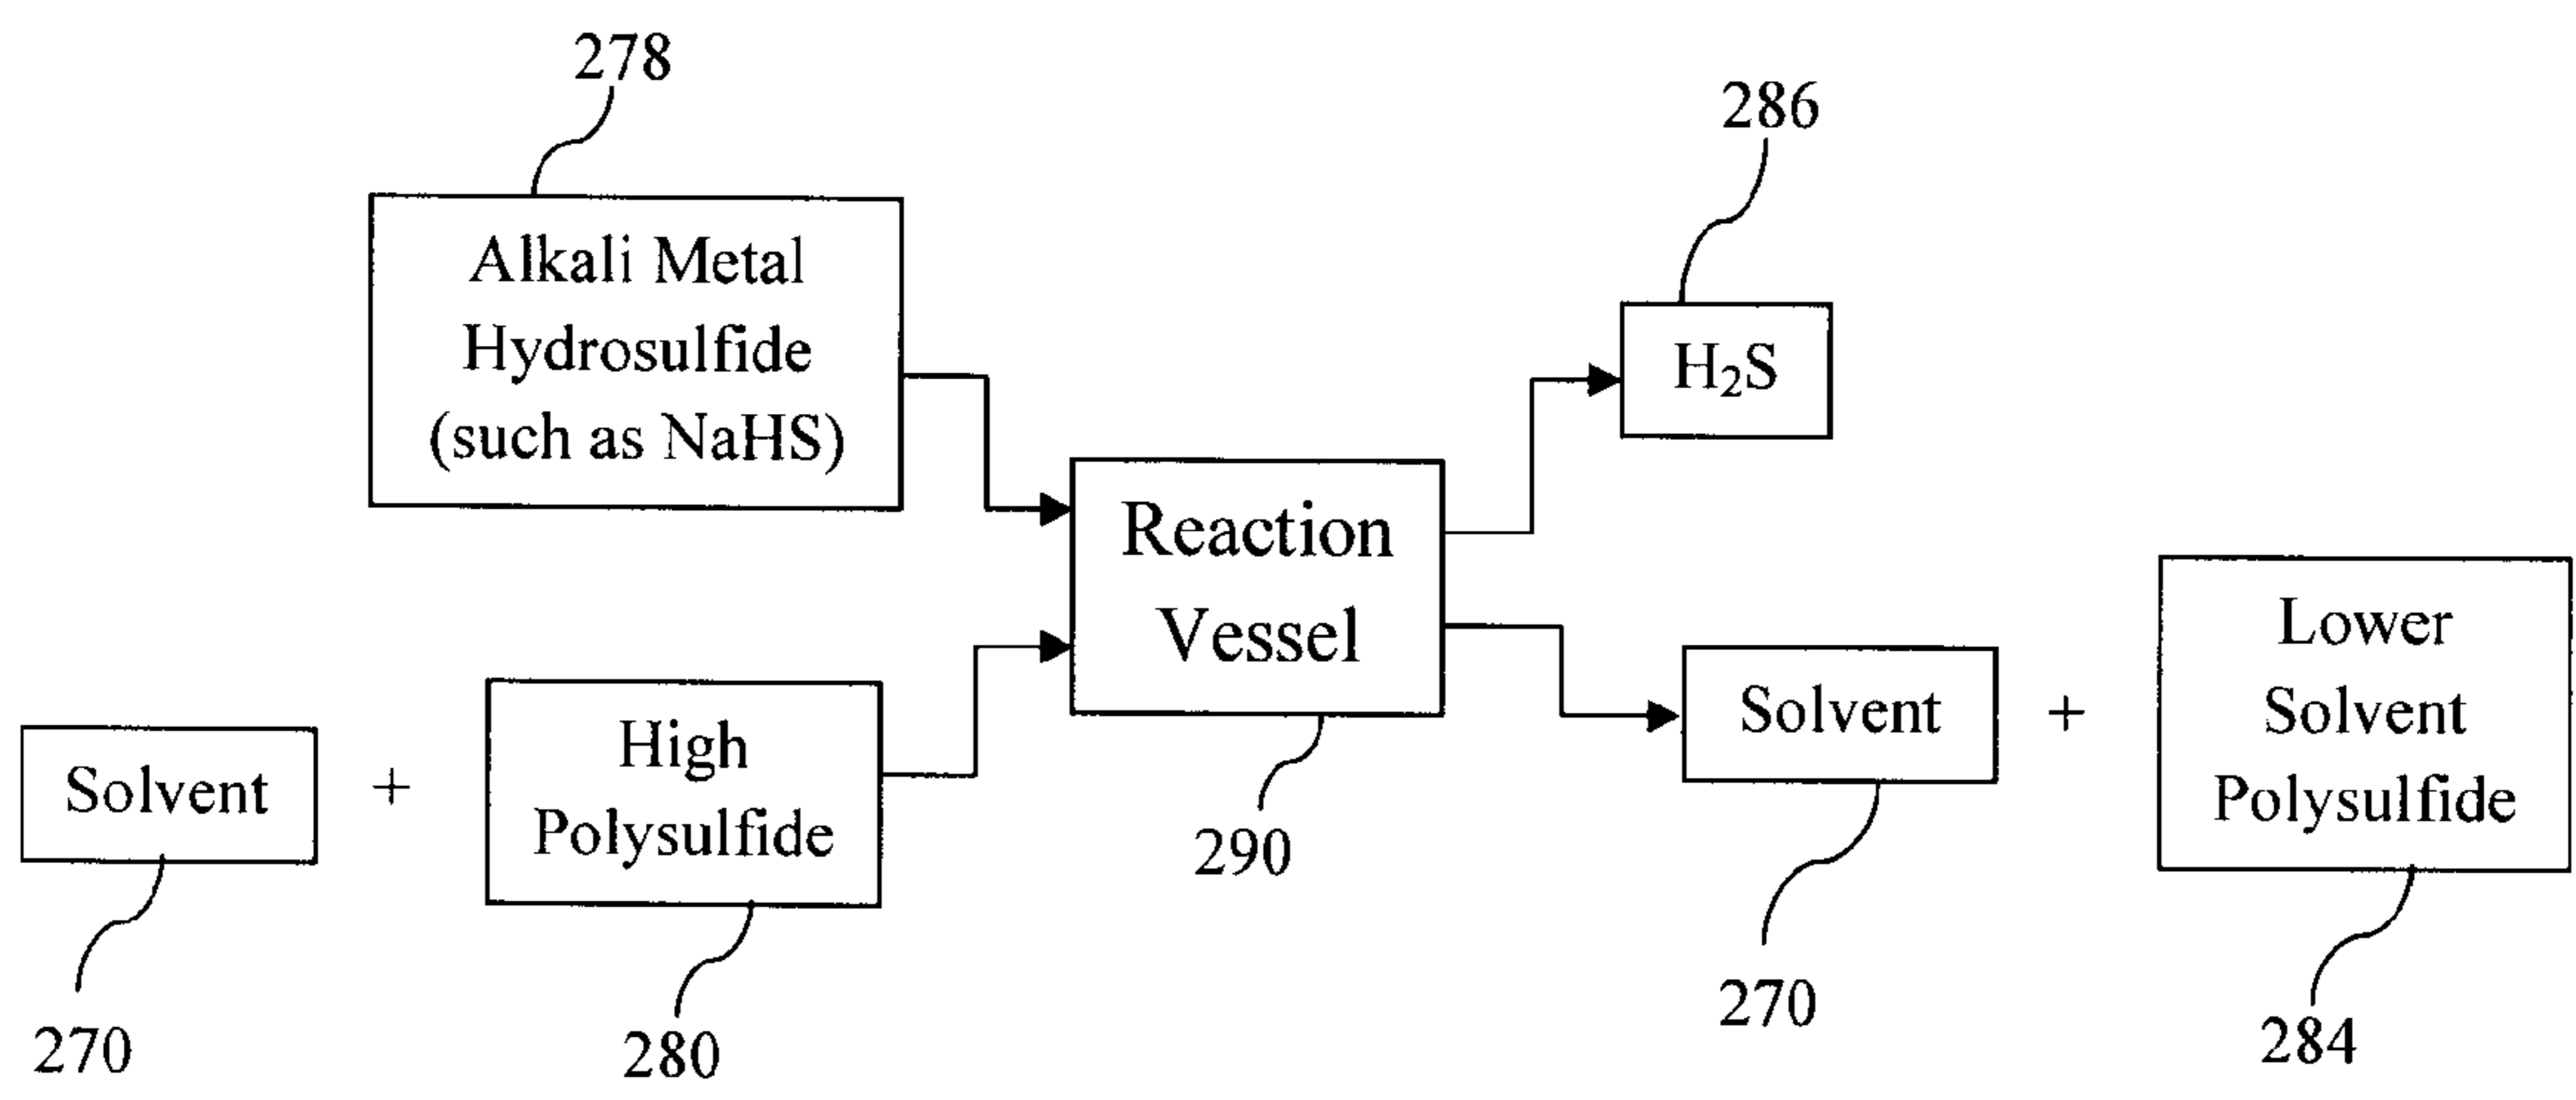 278
286
Alkali Metal
Hydrosulfide
(such as NaHS)
H₂S
Reaction
Vessel
290
Solvent
+
High
Polysulfide
270
280
Solvent
+
Lower
Solvent
Polysulfide
270
284